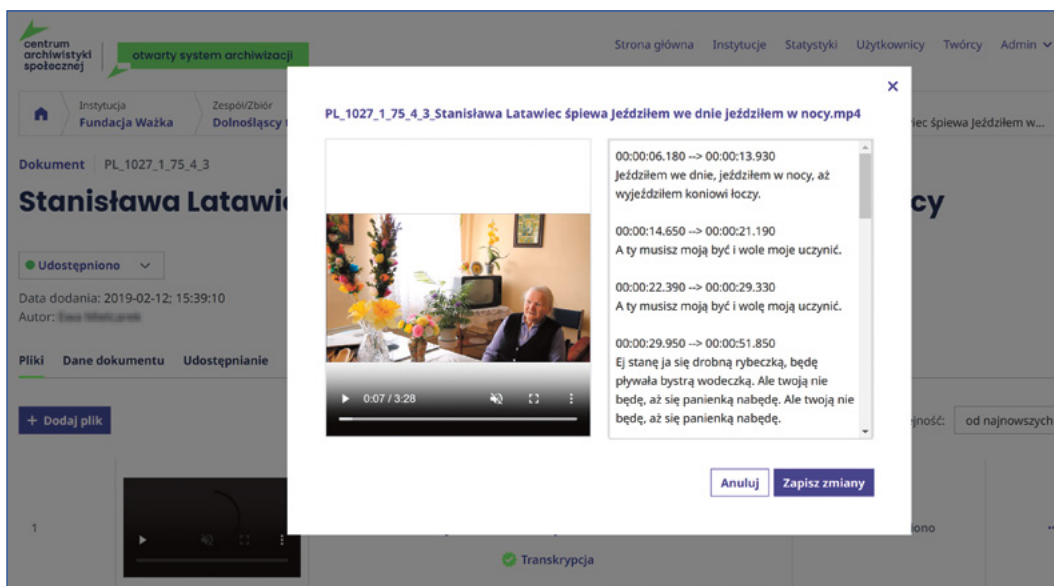 centrum
archiwistyki
społecznej
otwarty system archiwizacji
Strona główna Instytucje Statystyki Użytkownicy Twórcy Admin
Instytucja
Fundacja Ważka
Zespół/Zbiór
Dolnośląscy
iec śpiewa Jeździłem w...
Dokument PL_1027_1_75_4_3
Stanisława Latawi
cy
Udostępniono
Data dodania: 2019-02-12; 15:39:10
Autor:
Pliki Dane dokumentu Udostępnianie
+ Dodaj plik
ejność: od najnowszych
1
iono
Transkrypcja
×
PL_1027_1_75_4_3_Stanisława Latawiec śpiewa Jeździłem we dnie jeździłem w nocy.mp4
0:07 / 3:28
00:00:06.180 --> 00:00:13.930
Jeździłem we dnie, jeździłem w nocy, aż
wyjeździłem koniowi łoczy.
00:00:14.650 --> 00:00:21.190
A ty musisz moją być i wole moje uczynić.
00:00:22.390 --> 00:00:29.330
A ty musisz moją być i wolę moją uczynić.
00:00:29.950 --> 00:00:51.850
Ej stanę ja się drobną rybeczką, będę
pływała bystrą wodeczką. Ale twoją nie
będę, aż się panienką nabędę. Ale twoją nie
będę, aż się panienką nabędę.
Anuluj
Zapisz zmiany